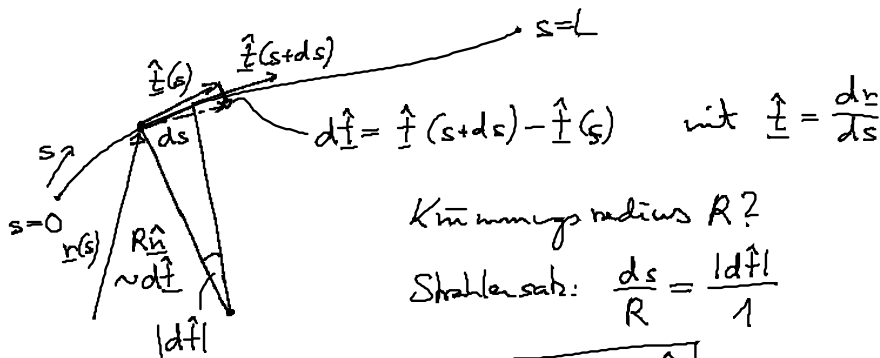 s=L
t̂(s) t̂(s+ds)
ds
dt̂ = t̂(s+ds) − t̂(s) mit t̂ = dr/ds
s
s=0
r(s)
Rn̂
~dt̂
|dt̂|
Krümmungsradius R?
Strahlensatz: ds/R = |dt̂|/1